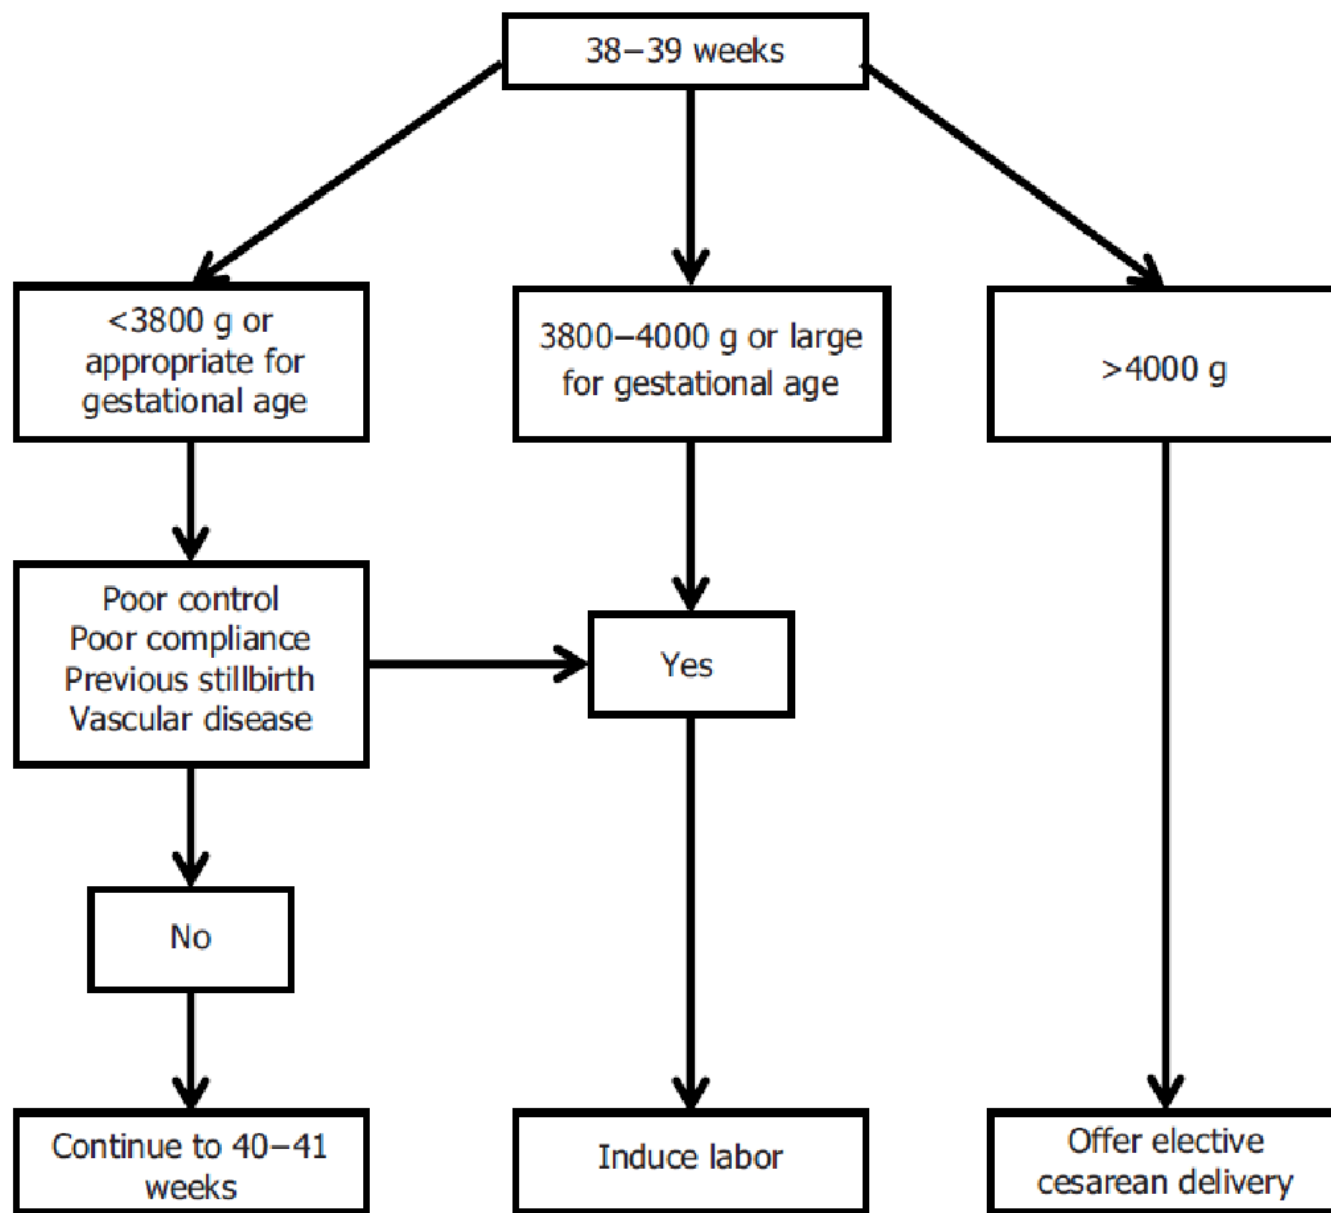 38−39 weeks
<3800 g or
appropriate for
gestational age
3800−4000 g or large
for gestational age
>4000 g
Poor control
Poor compliance
Previous stillbirth
Vascular disease
Yes
No
Continue to 40−41
weeks
Induce labor
Offer elective
cesarean delivery